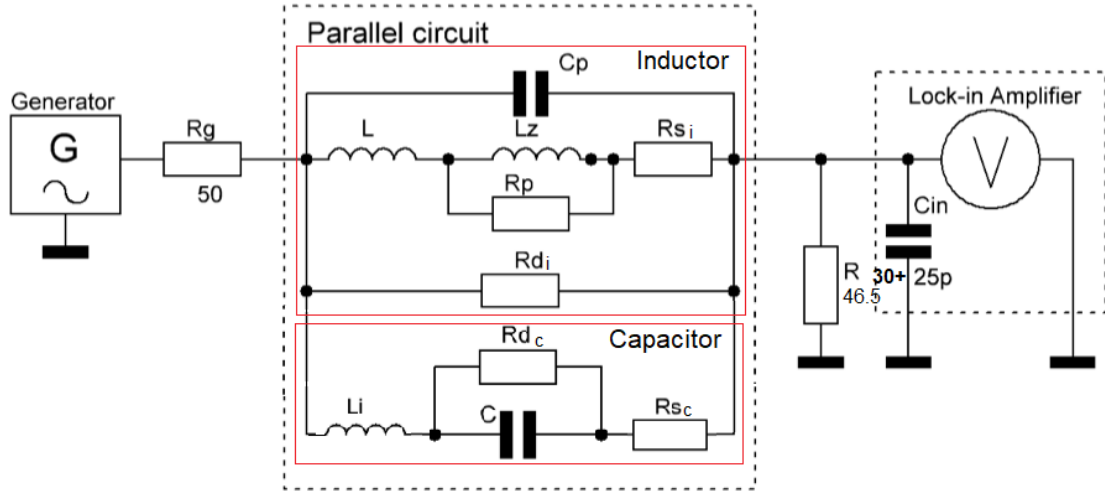 Parallel circuit
Inductor
Cp
Generator
G
Rg
50
L
Lz
Rsi
Rp
Rdi
Lock-in Amplifier
V
Cin
R
46.5
30+ 25p
Capacitor
Rdc
Li
C
Rsc